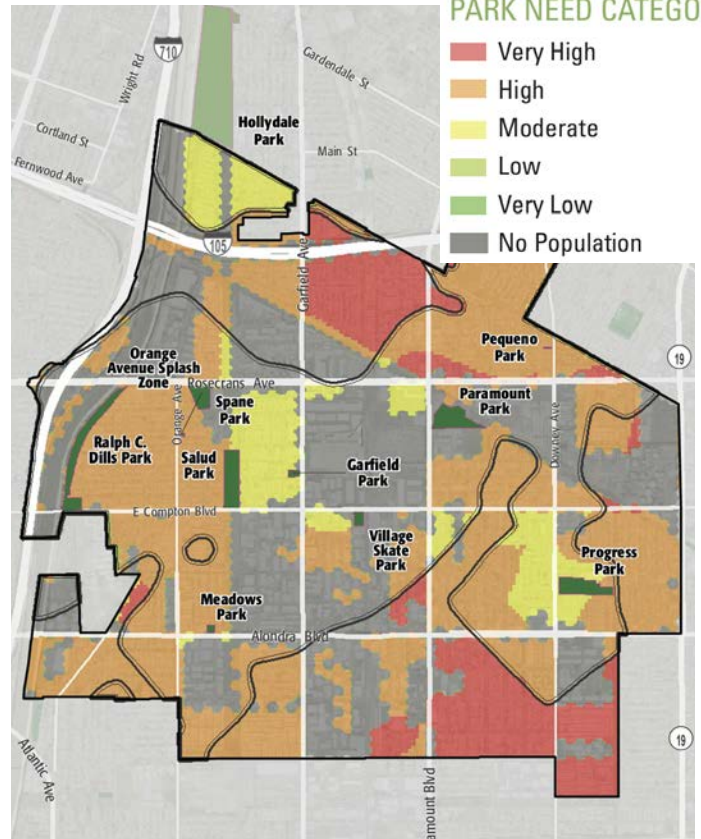 PARK NEED CATEGO
Very High
High
Moderate
Low
Very Low
No Population
710
Wright Rd
Gardendale St
Cortland St
Hollydale
Park
Main St
Fernwood Ave
105
Garfield Ave
Pequeno
Park
19
Orange
Avenue Splash
Zone
Rosecrans Ave
Orange Ave
Spane
Park
Paramount
Park
Downey Ave
Ralph C.
Dills Park
Salud
Park
Garfield
Park
E Compton Blvd
Village
Skate
Park
Progress
Park
Meadows
Park
Alondra Blvd
Atlantic Ave
amount Blvd
19